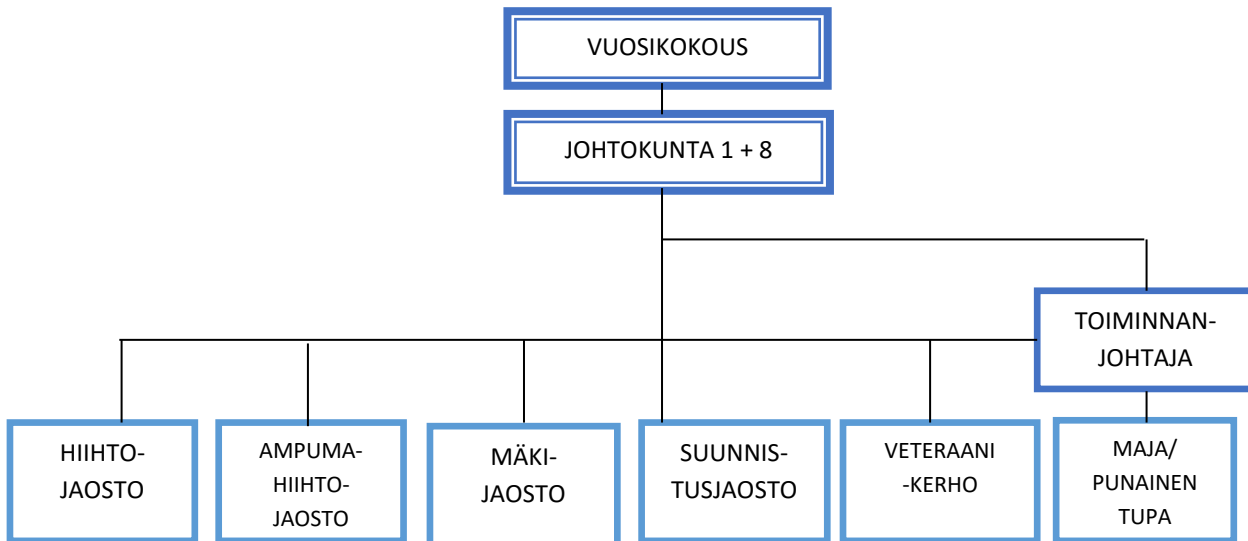 VUOSIKOKOUS
JOHTOKUNTA 1 + 8
TOIMINNAN-
JOHTAJA
HIIHTO-
JAOSTO
AMPUMA-
HIIHTO-
JAOSTO
MÄKI-
JAOSTO
SUUNNIS-
TUSJAOSTO
VETERAANI
-KERHO
MAJA/
PUNAINEN
TUPA